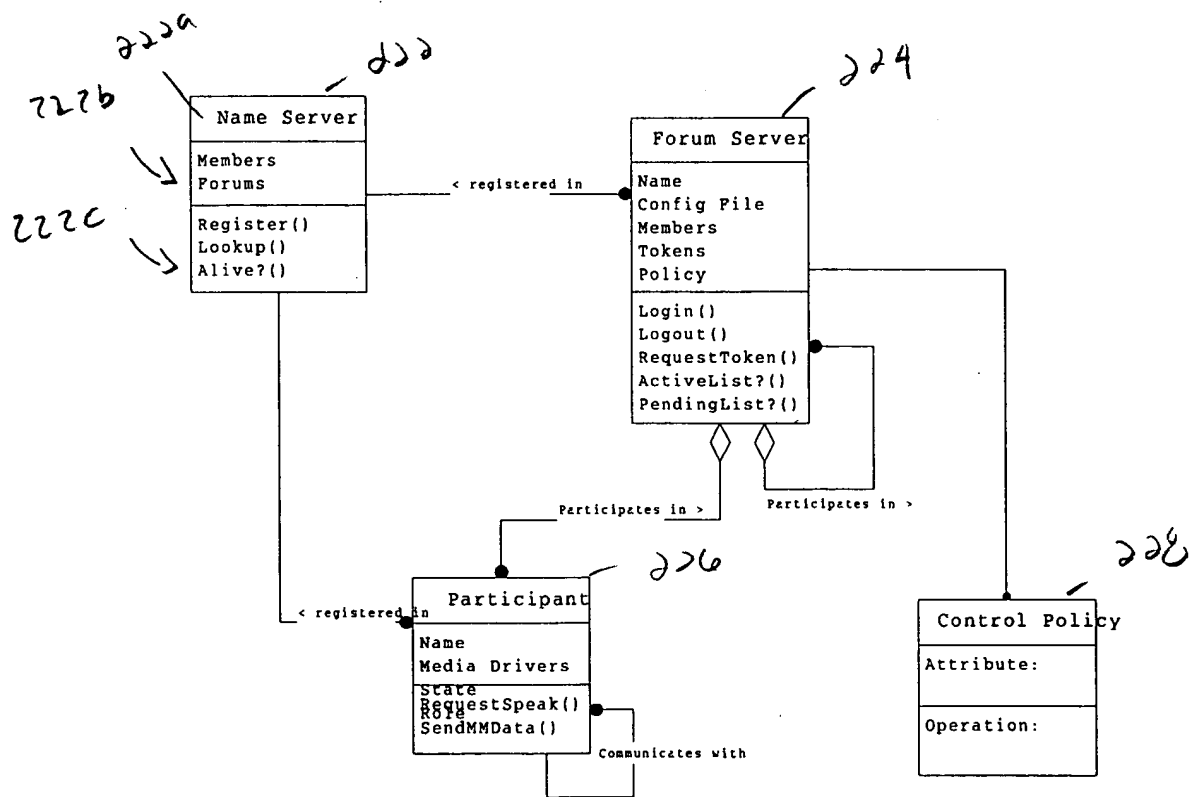 222a
222
222b
222c
Name Server
Members
Forums
Register()
Lookup()
Alive?()
< registered in
224
Forum Server
Name
Config File
Members
Tokens
Policy
Login()
Logout()
RequestToken()
ActiveList?()
PendingList?()
Participates in >
Participates in >
226
Participant
< registered in
Name
Media Drivers
State
Role
RequestSpeak()
SendMMData()
Communicates with
228
Control Policy
Attribute:
Operation: